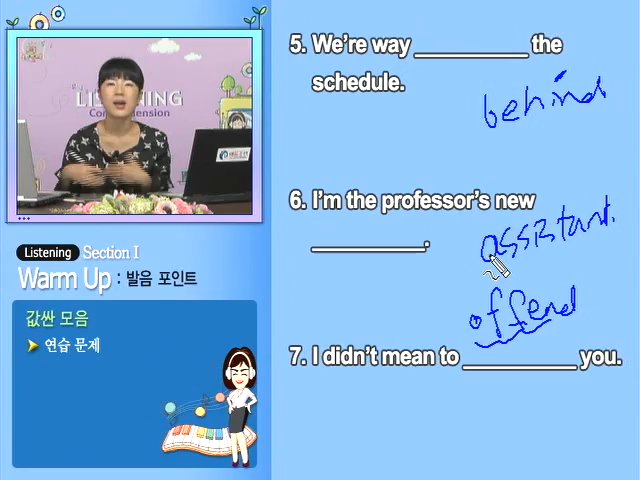 LISTENING
Comprehension
Listening Section I
Warm Up : 발음 포인트
값싼 모음
연습 문제
5. We're way __________ the
schedule.
behind
6. I'm the professor's new
__________.
assistant.
offend
7. I didn't mean to __________ you.